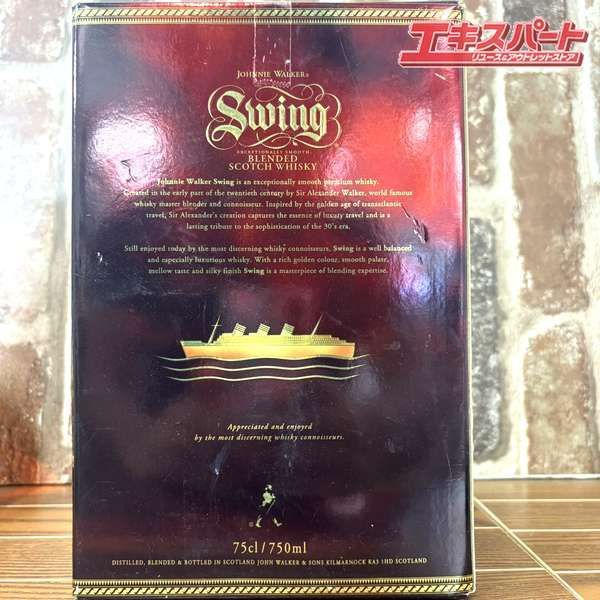 エキスパート
リユース&アウトレットストア
JOHNNIE WALKER®
Swing
EXCEPTIONALLY SMOOTH
BLENDED
SCOTCH WHISKY
Johnnie Walker Swing is an exceptionally smooth premium whisky.
Created in the early part of the twentieth century by Sir Alexander Walker, world famous
whisky master blender and connoisseur. Inspired by the golden age of transatlantic
travel, Sir Alexander's creation captures the essence of luxury travel and is a
lasting tribute to the sophistication of the 30's era.
Still enjoyed today by the most discerning whisky connoisseurs, Swing is a well balanced
and especially luxurious whisky. With a rich golden colour, smooth palate,
mellow taste and silky finish Swing is a masterpiece of blending expertise.
Appreciated and enjoyed
by the most discerning whisky connoisseurs.
®
75cl/750ml
DISTILLED, BLENDED & BOTTLED IN SCOTLAND JOHN WALKER & SONS KILMARNOCK KA3 1HD SCOTLAND